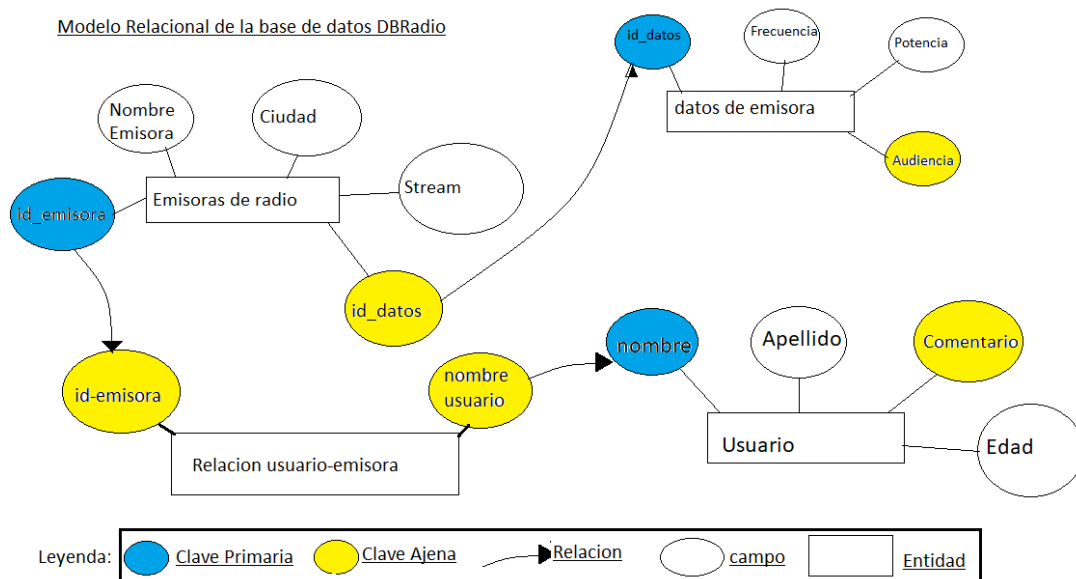 Modelo Relacional de la base de datos DBRadio
id_datos
Frecuencia
Potencia
datos de emisora
Audiencia
Nombre
Emisora
Ciudad
Stream
Emisoras de radio
id_emisora
id_datos
id-emisora
nombre
usuario
Relacion usuario-emisora
nombre
Apellido
Comentario
Usuario
Edad
Leyenda:
Clave Primaria
Clave Ajena
Relacion
campo
Entidad